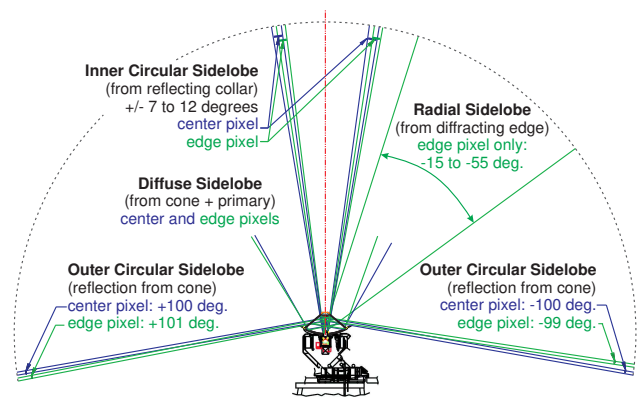 Inner Circular Sidelobe
(from reflecting collar)
+/- 7 to 12 degrees
center pixel
edge pixel
Radial Sidelobe
(from diffracting edge)
edge pixel only:
-15 to -55 deg.
Diffuse Sidelobe
(from cone + primary)
center and edge pixels
Outer Circular Sidelobe
(reflection from cone)
center pixel: +100 deg.
edge pixel: +101 deg.
Outer Circular Sidelobe
(reflection from cone)
center pixel: -100 deg.
edge pixel: -99 deg.